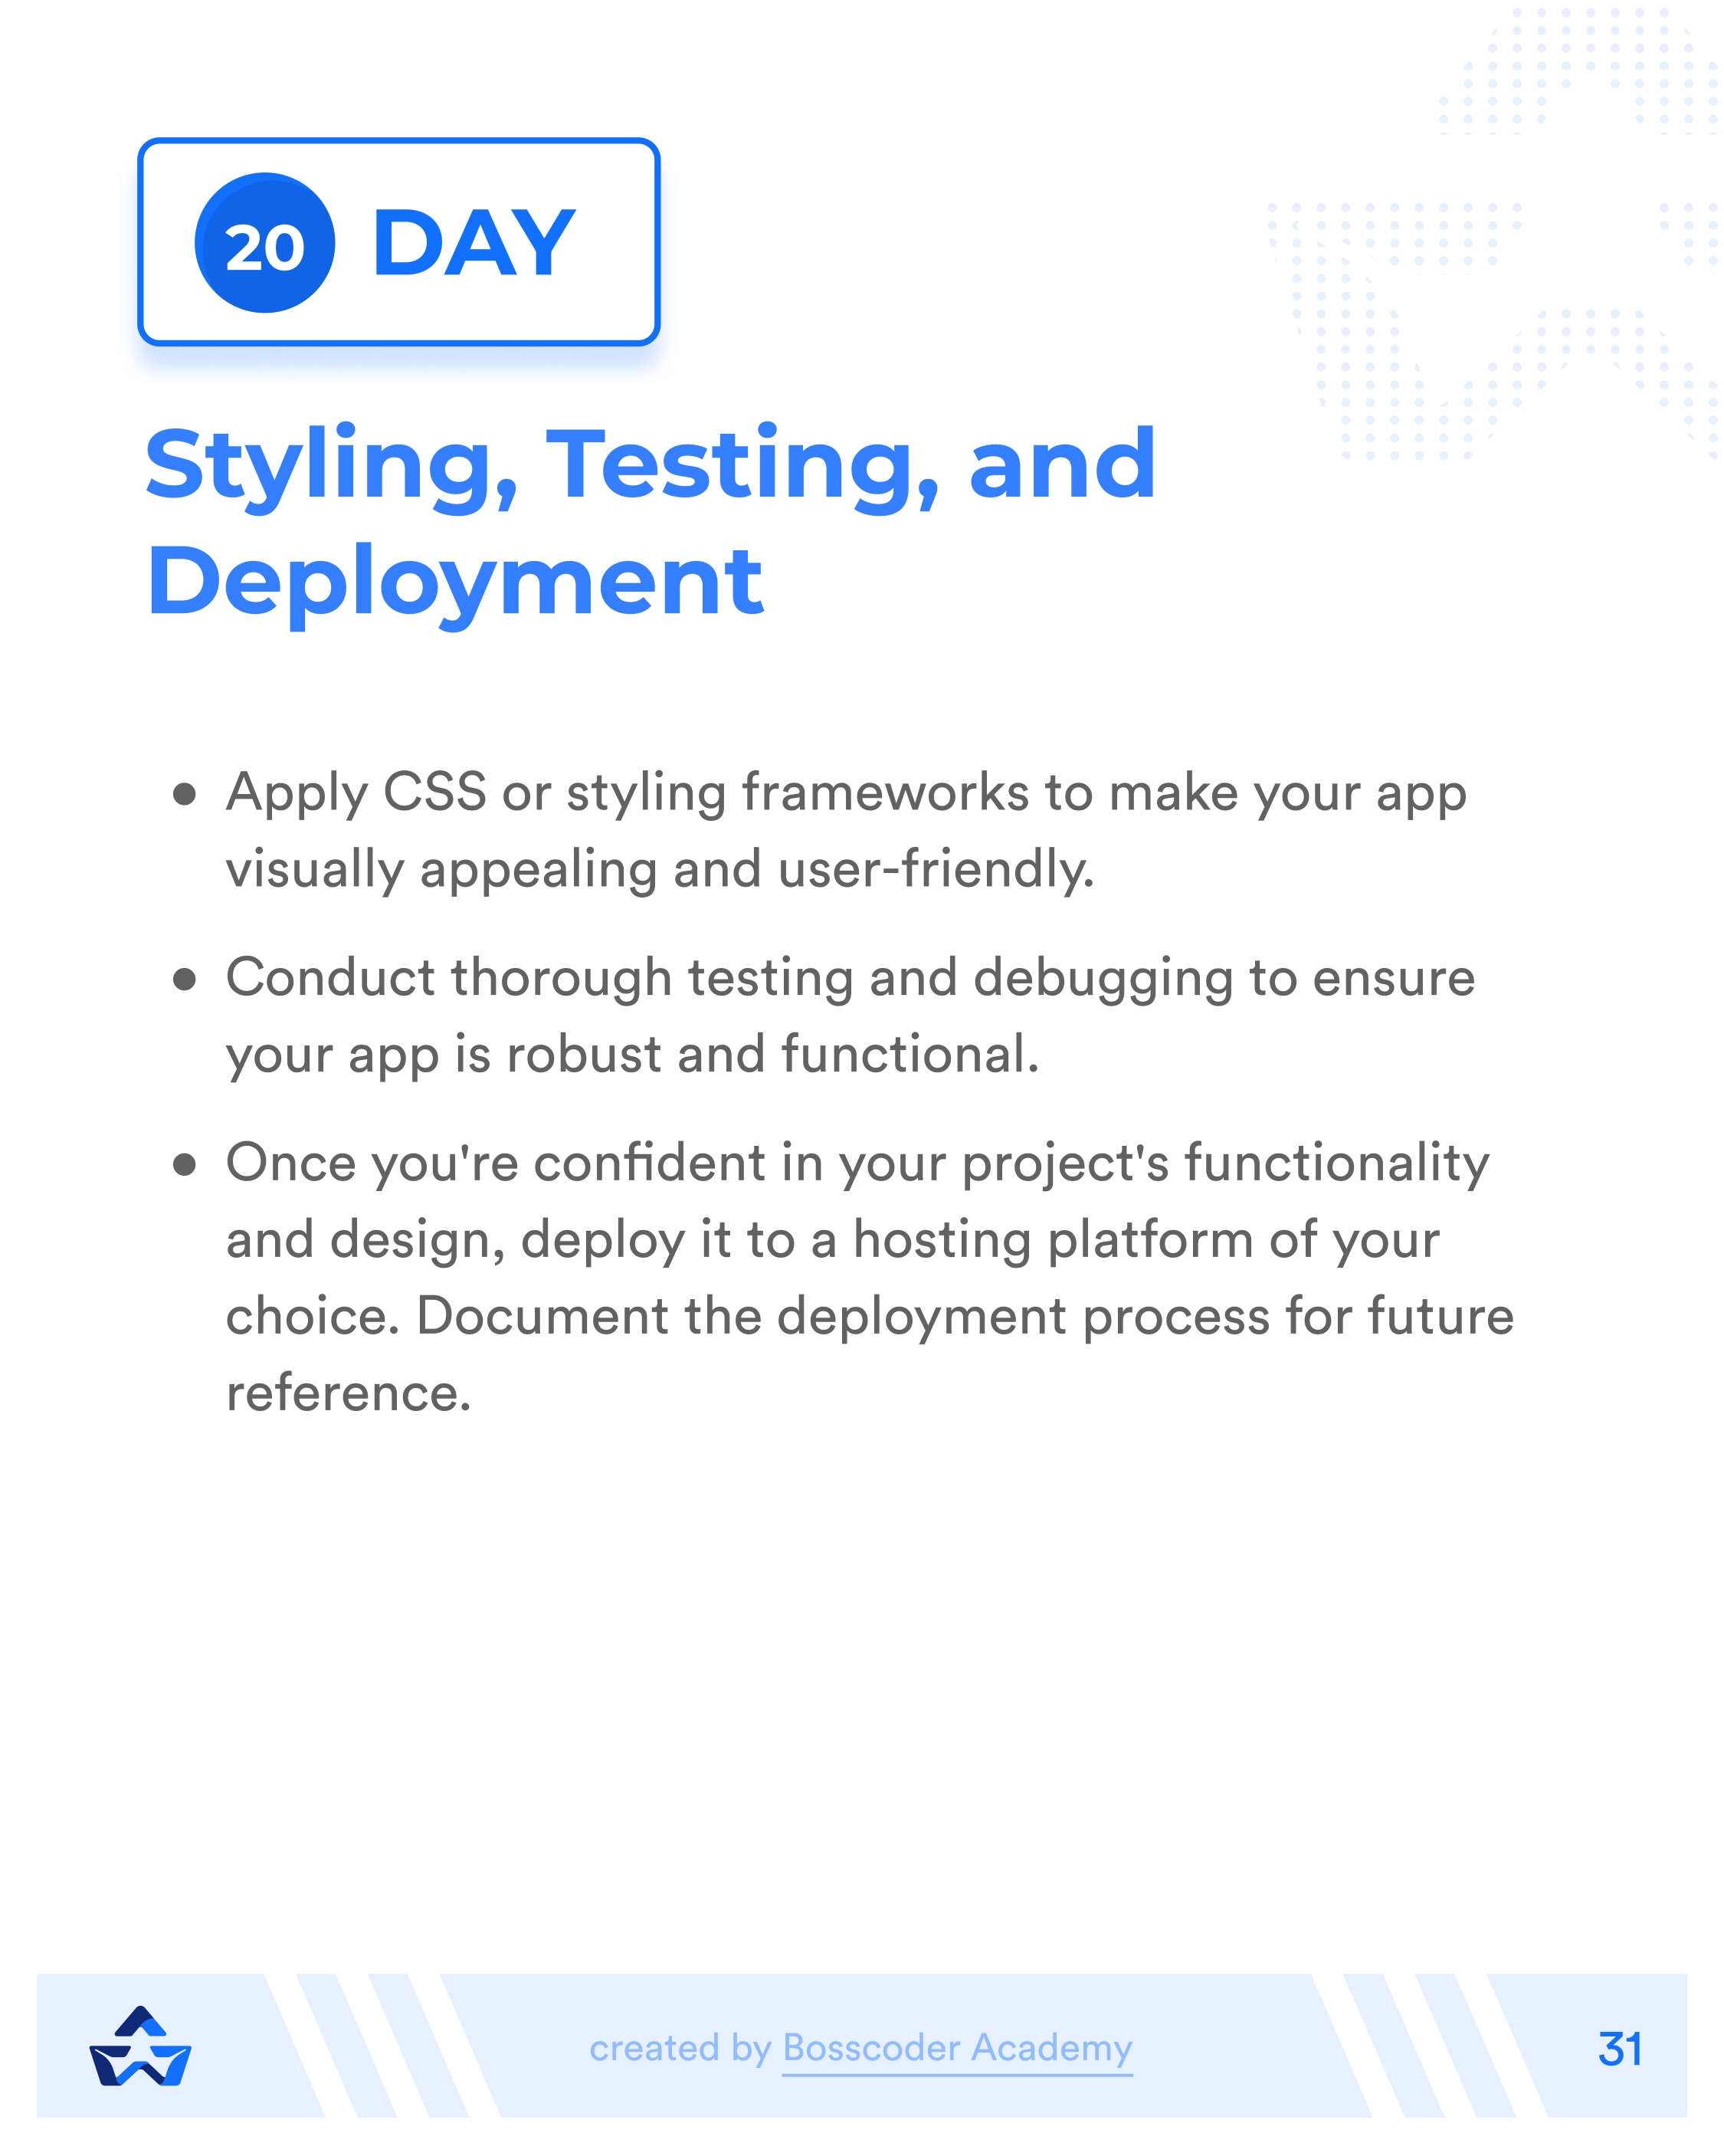 20 DAY
Styling, Testing, and
Deployment
● Apply CSS or styling frameworks to make your app
visually appealing and user-friendly.
● Conduct thorough testing and debugging to ensure
your app is robust and functional.
● Once you're confident in your project's functionality
and design, deploy it to a hosting platform of your
choice. Document the deployment process for future
reference.
created by Bosscoder Academy
31